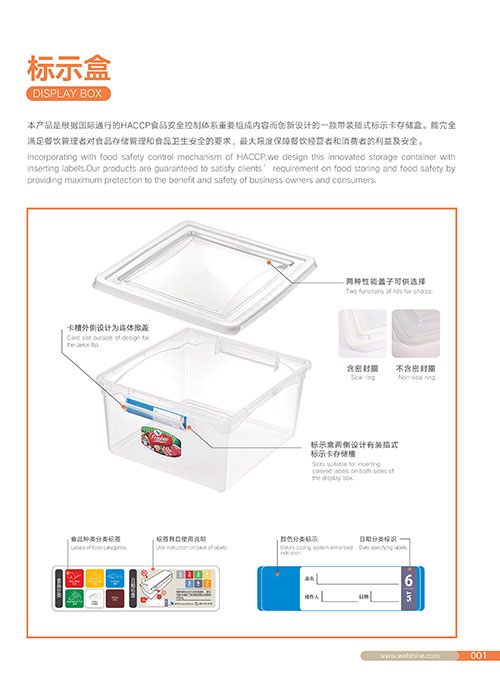 标示盒
DISPLAY BOX
本产品是根据国际通行的HACCP食品安全控制体系重要组成内容而创新设计的一款带装插式标示卡存储盒。能完全
满足餐饮管理者对食品存储管理和食品卫生安全的要求，最大限度保障餐饮经营者和消费者的利益及安全。
Incorporating with food safety control mechanism of HACCP,we design this innovated storage container with
inserting labels.Our products are guaranteed to satisfy clients' requirement on food storing and food safety by
providing maximum protection to the benefit and safety of business owners and consumers.
两种性能盖子可供选择
Two functions of lids for choice.
卡槽外侧设计为连体掀盖
Card slot outside of design for
the piece flip
含密封圈
Seal ring
不含密封圈
Non-seal ring
标示盒两侧设计有装插式
标示卡存储槽
Slots suitable for inserting
colored labels on both sides of
the display box.
食品种类分类标签
Labels of food categories.
标签背后使用说明
Use instruction on back of labels.
颜色分类标示
Colors coding system enhanced
indication.
日期分类标识
Date specifying labels.
品名
操作人
日期
6
SAT
www.welshine.com
001